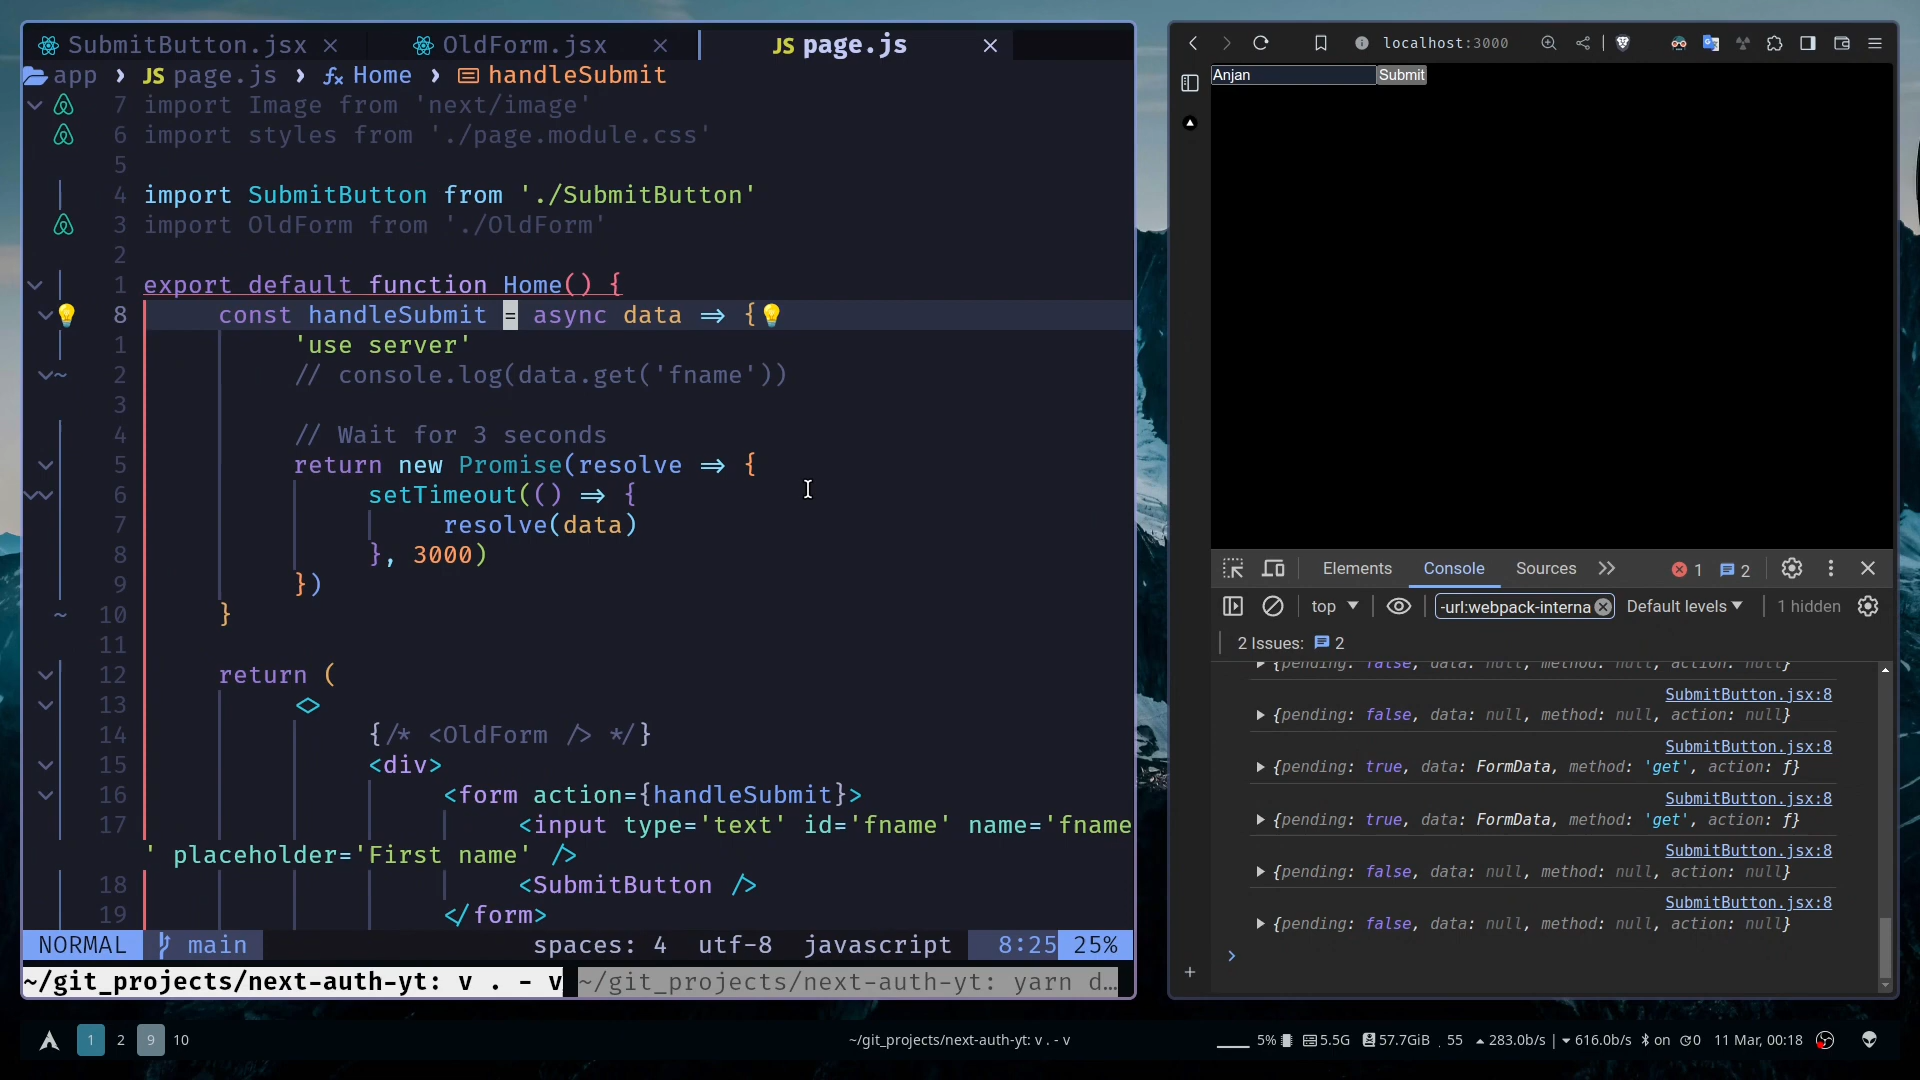 SubmitButton.jsx
OldForm.jsx
JS page.js
app › JS page.js › fx Home › handleSubmit
7 import Image from 'next/image'
6 import styles from './page.module.css'
5
4 import SubmitButton from './SubmitButton'
3 import OldForm from './OldForm'
2
1 export default function Home() {
8 const handleSubmit = async data => {
1 'use server'
2 // console.log(data.get('fname'))
3
4 // Wait for 3 seconds
5 return new Promise(resolve => {
6 setTimeout(() => {
7 resolve(data)
8 }, 3000)
9 })
10 }
11
12 return (
13 <>
14 {/* <OldForm /> */}
15 <div>
16 <form action={handleSubmit}>
17 <input type='text' id='fname' name='fname
' placeholder='First name' />
18 <SubmitButton />
19 </form>
NORMAL main spaces: 4 utf-8 javascript 8:25 25%
~/git_projects/next-auth-yt: v . - v ~/git_projects/next-auth-yt: yarn d…
localhost:3000
Anjan Submit
Elements Console Sources 1 2
top -url:webpack-interna Default levels 1 hidden
2 Issues: 2
{pending: false, data: null, method: null, action: null}
SubmitButton.jsx:8
{pending: false, data: null, method: null, action: null}
SubmitButton.jsx:8
{pending: true, data: FormData, method: 'get', action: ƒ}
SubmitButton.jsx:8
{pending: true, data: FormData, method: 'get', action: ƒ}
SubmitButton.jsx:8
{pending: false, data: null, method: null, action: null}
SubmitButton.jsx:8
{pending: false, data: null, method: null, action: null}
1 2 9 10 ~/git_projects/next-auth-yt: v . - v 5% 5.5G 57.7GiB 55 283.0b/s | 616.0b/s on 0 11 Mar, 00:18